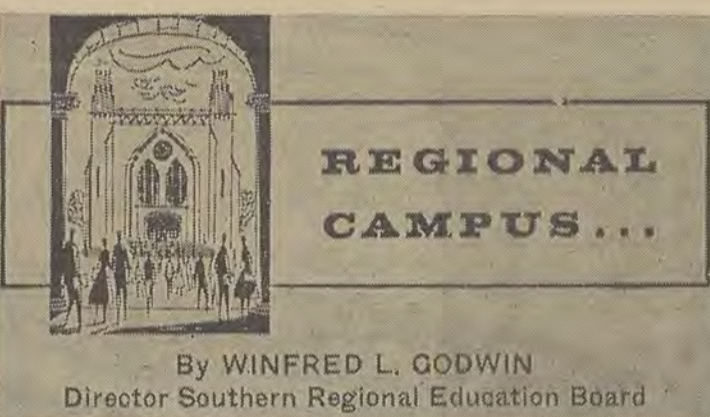 REGIONAL
CAMPUS...
By WINFRED L. GODWIN
Director Southern Regional Education Board